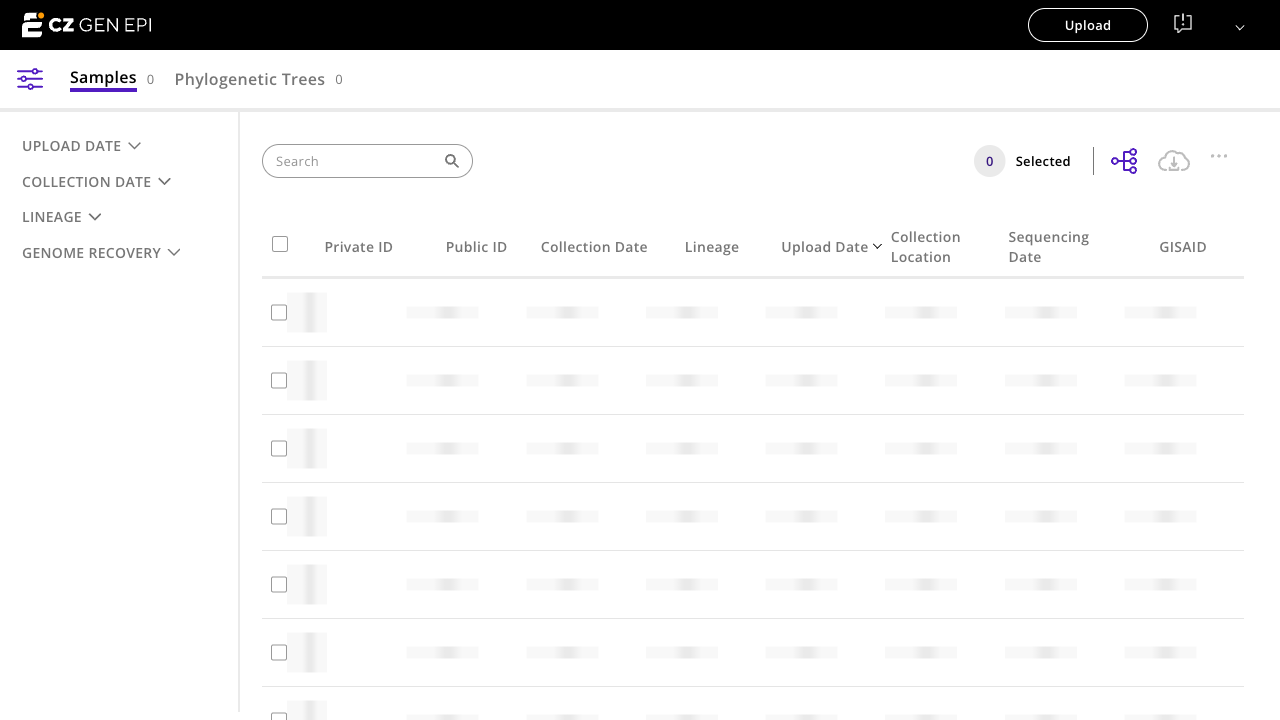 CZ GEN EPI
Upload
Samples 0 Phylogenetic Trees 0
UPLOAD DATE
COLLECTION DATE
LINEAGE
GENOME RECOVERY
Search
0 Selected
Private ID Public ID Collection Date Lineage Upload Date Collection Location Sequencing Date GISAID